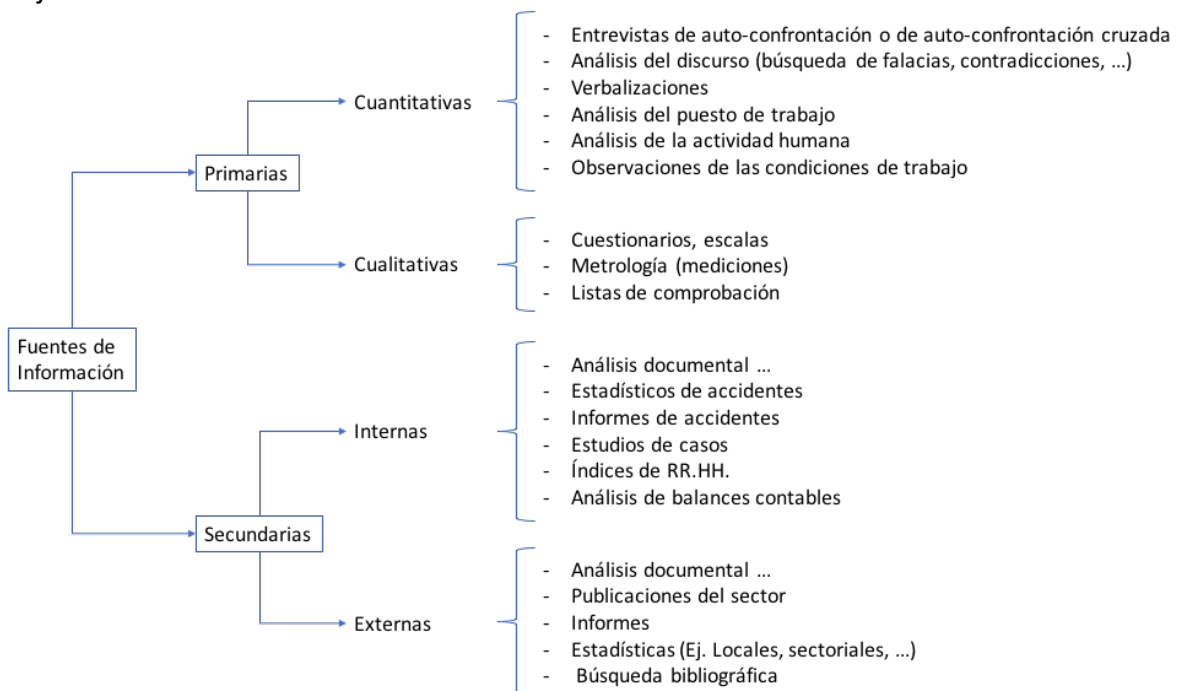 - Entrevistas de auto-confrontación o de auto-confrontación cruzada
- Análisis del discurso (búsqueda de falacias, contradicciones, ...)
- Verbalizaciones
Cuantitativas
- Análisis del puesto de trabajo
- Análisis de la actividad humana
- Observaciones de las condiciones de trabajo
Primarias
- Cuestionarios, escalas
Cualitativas
- Metrología (mediciones)
- Listas de comprobación
Fuentes de
Información
- Análisis documental ...
- Estadísticos de accidentes
- Informes de accidentes
Internas
- Estudios de casos
- Índices de RR.HH.
- Análisis de balances contables
Secundarias
- Análisis documental ...
- Publicaciones del sector
Externas
- Informes
- Estadísticas (Ej. Locales, sectoriales, ...)
- Búsqueda bibliográfica